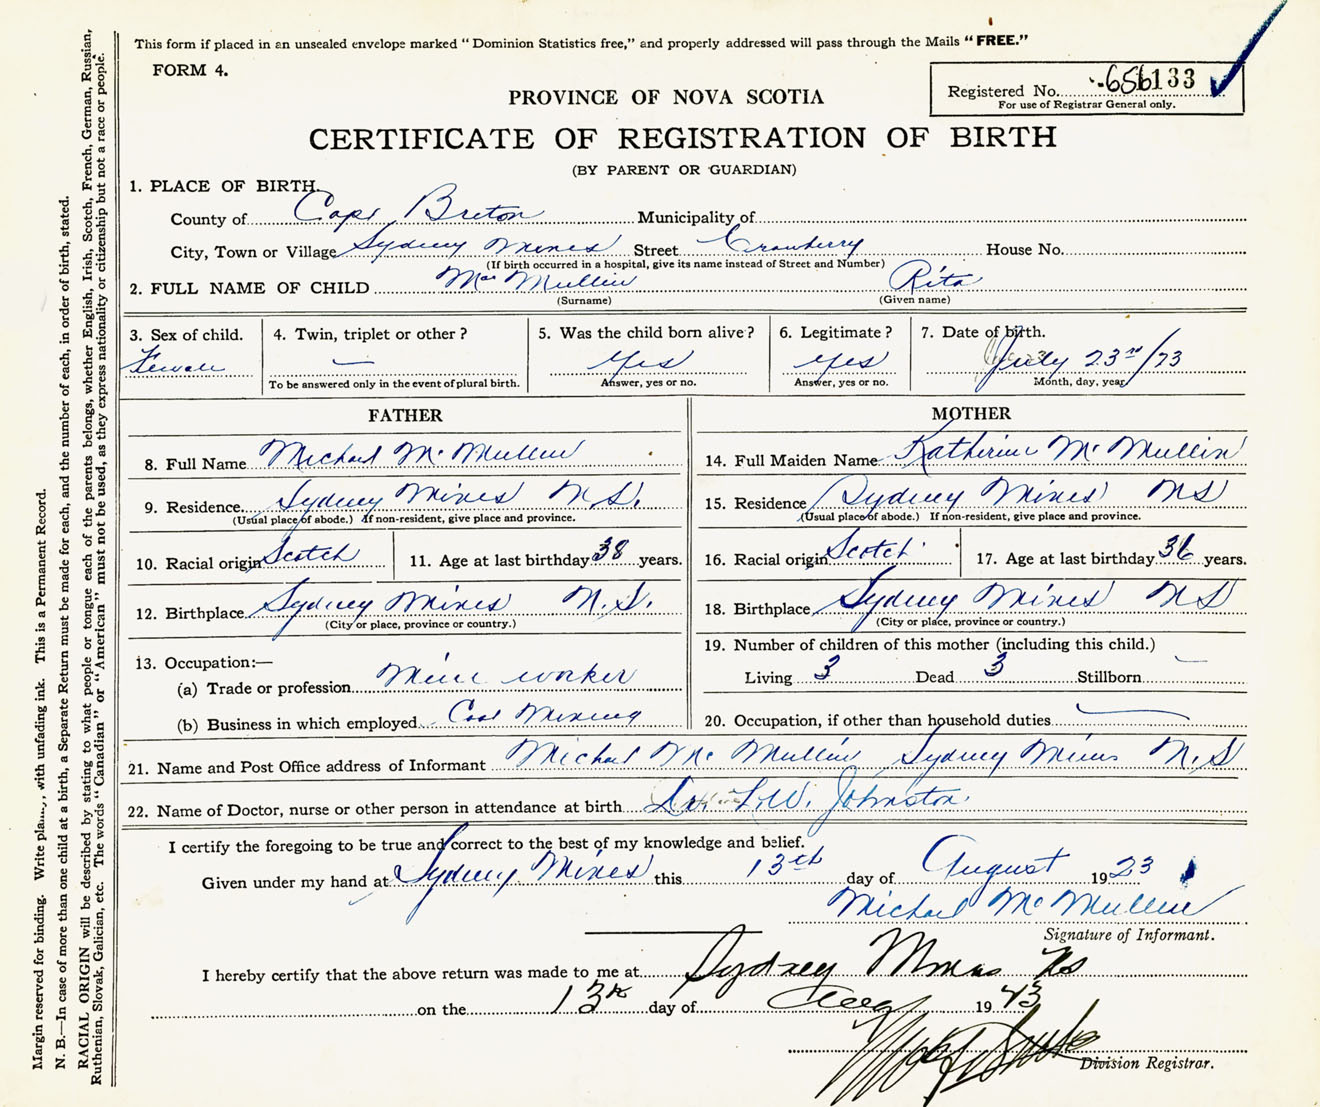 This form if placed in an unsealed envelope marked "Dominion Statistics free," and properly addressed will pass through the Mails "FREE."
FORM 4.
Registered No. 656133
For use of Registrar General only.
PROVINCE OF NOVA SCOTIA
CERTIFICATE OF REGISTRATION OF BIRTH
(BY PARENT OR GUARDIAN)
1. PLACE OF BIRTH.
County of Cape Breton Municipality of
City, Town or Village Sydney Mines Street Cranberry House No.
(If birth occurred in a hospital, give its name instead of Street and Number)
2. FULL NAME OF CHILD Mac Mullin Rita
(Surname) (Given name)
3. Sex of child. 4. Twin, triplet or other? 5. Was the child born alive? 6. Legitimate? 7. Date of birth.
Female — Yes Yes July 23rd/23
To be answered only in the event of plural birth. Answer, yes or no. Answer, yes or no. Month, day, year
FATHER MOTHER
8. Full Name Michael Mc Mullin
14. Full Maiden Name Katherine Mc Mullin
9. Residence Sydney Mines N.S.
(Usual place of abode.) If non-resident, give place and province.
15. Residence Sydney Mines NS
(Usual place of abode.) If non-resident, give place and province.
10. Racial origin Scotch 11. Age at last birthday 38 years.
16. Racial origin Scotch 17. Age at last birthday 36 years.
12. Birthplace Sydney Mines N.S.
(City or place, province or country.)
18. Birthplace Sydney Mines NS
(City or place, province or country.)
13. Occupation:—
(a) Trade or profession Mine worker
(b) Business in which employed Coal Mining
19. Number of children of this mother (including this child.)
Living 3 Dead 3 Stillborn —
20. Occupation, if other than household duties —
21. Name and Post Office address of Informant Michael Mc Mullin Sydney Mines N.S
22. Name of Doctor, nurse or other person in attendance at birth Dr. L.W. Johnston
I certify the foregoing to be true and correct to the best of my knowledge and belief.
Given under my hand at Sydney Mines this 13th day of August 1923
Michael Mc Mullin
Signature of Informant.
I hereby certify that the above return was made to me at Sydney Mines NS
on the 13th day of Aug 19
Division Registrar.
Margin reserved for binding. Write with unfading ink. This is a Permanent Record.
N. B.—In case of more than one child at a birth, a Separate Return must be made for each, and the number of each, in order of birth, stated.
RACIAL ORIGIN will be described by stating to what people or tongue each of the parents belongs, whether English, Irish, Scotch, French, German, Russian,
Ruthenian, Slovak, Galician, etc. The words "Canadian" or "American" must not be used, as they express nationality or citizenship but not a race or people.